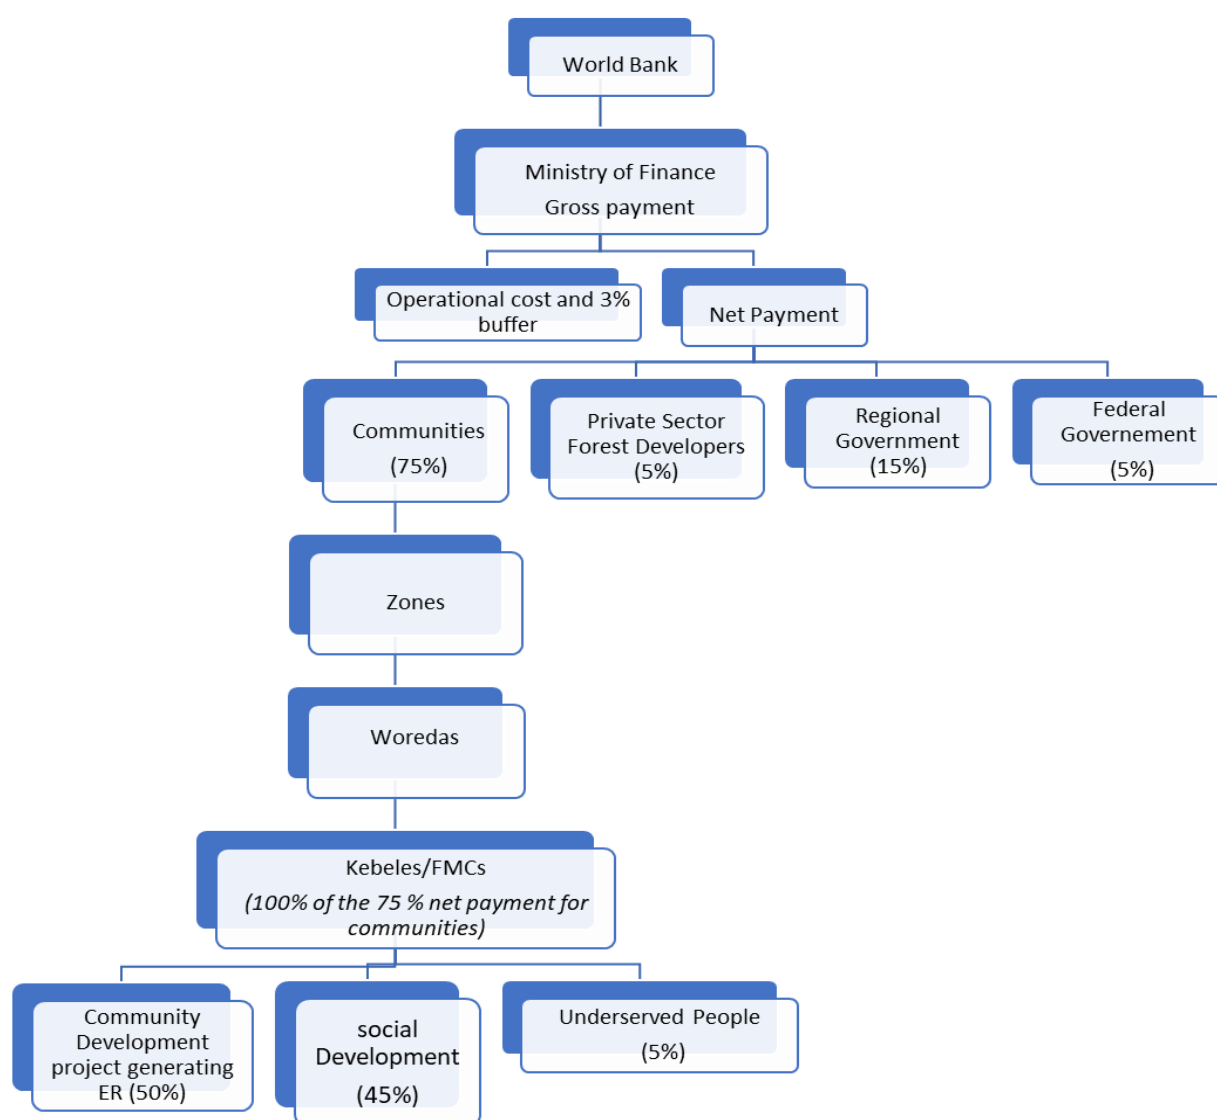 World Bank
Ministry of Finance
Gross payment
Operational cost and 3%
buffer
Net Payment
Communities
(75%)
Private Sector
Forest Developers
(5%)
Regional
Government
(15%)
Federal
Governement
(5%)
Zones
Woredas
Kebeles/FMCs
(100% of the 75 % net payment for
communities)
Community
Development
project generating
ER (50%)
social
Development
(45%)
Underserved People
(5%)